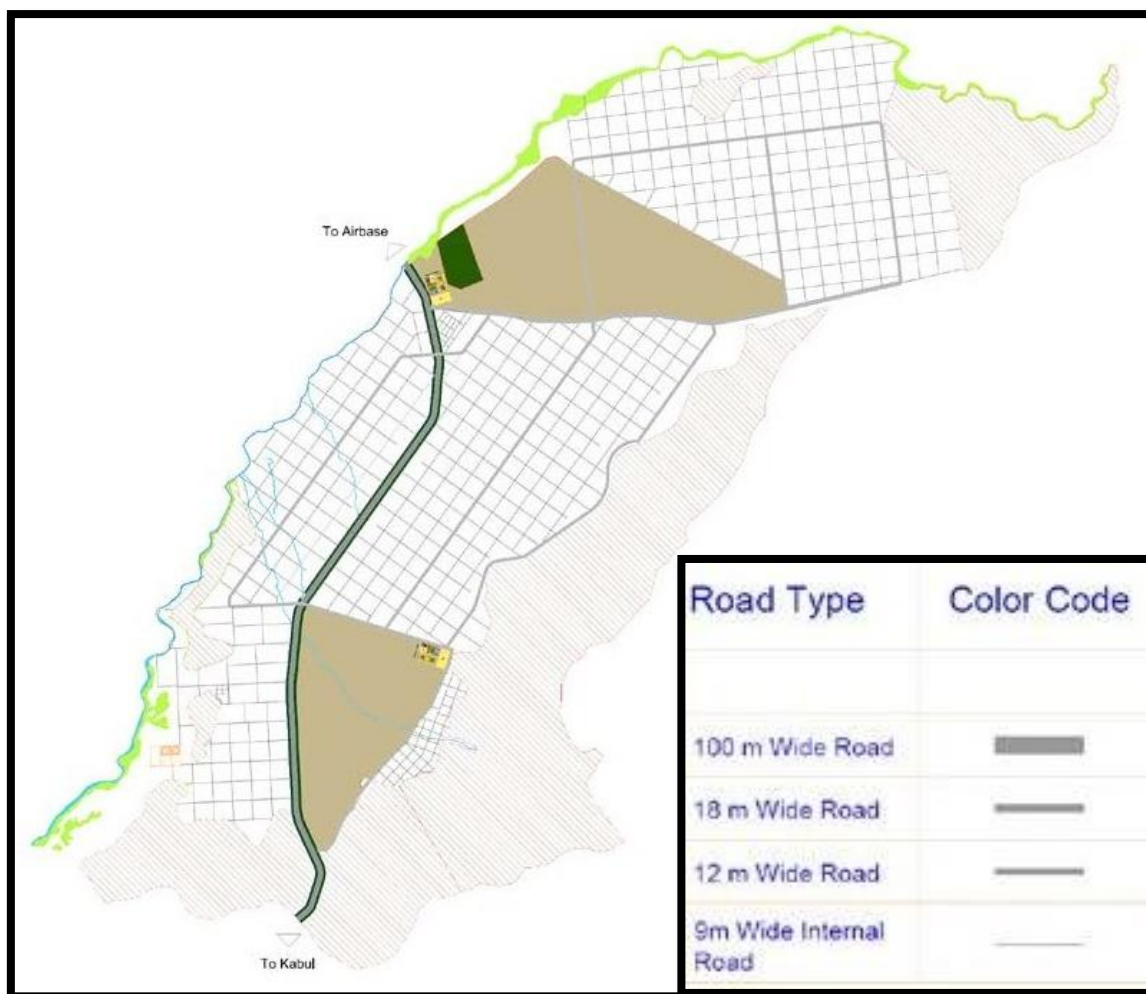 To Airbase
To Kabul
Road Type Color Code
100 m Wide Road
18 m Wide Road
12 m Wide Road
9m Wide Internal
Road